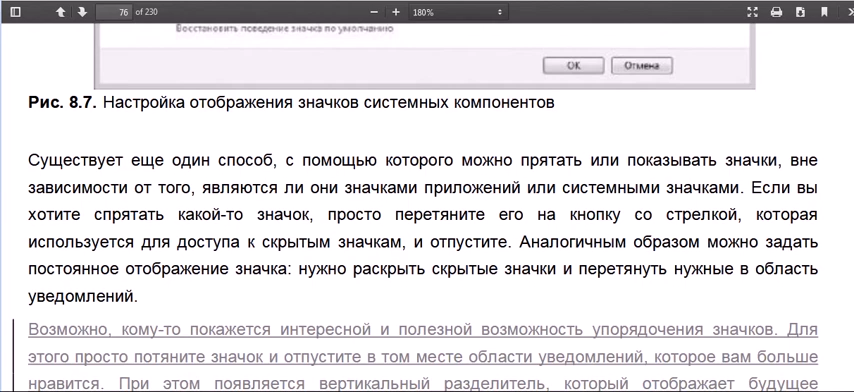 76 of 230 180%
Восстановить поведение значка по умолчанию
OK Отмена
Рис. 8.7. Настройка отображения значков системных компонентов
Существует еще один способ, с помощью которого можно прятать или показывать значки, вне
зависимости от того, являются ли они значками приложений или системными значками. Если вы
хотите спрятать какой-то значок, просто перетяните его на кнопку со стрелкой, которая
используется для доступа к скрытым значкам, и отпустите. Аналогичным образом можно задать
постоянное отображение значка: нужно раскрыть скрытые значки и перетянуть нужные в область
уведомлений.
Возможно, кому-то покажется интересной и полезной возможность упорядочения значков. Для
этого просто потяните значок и отпустите в том месте области уведомлений, которое вам больше
нравится. При этом появляется вертикальный разделитель, который отображает будущее